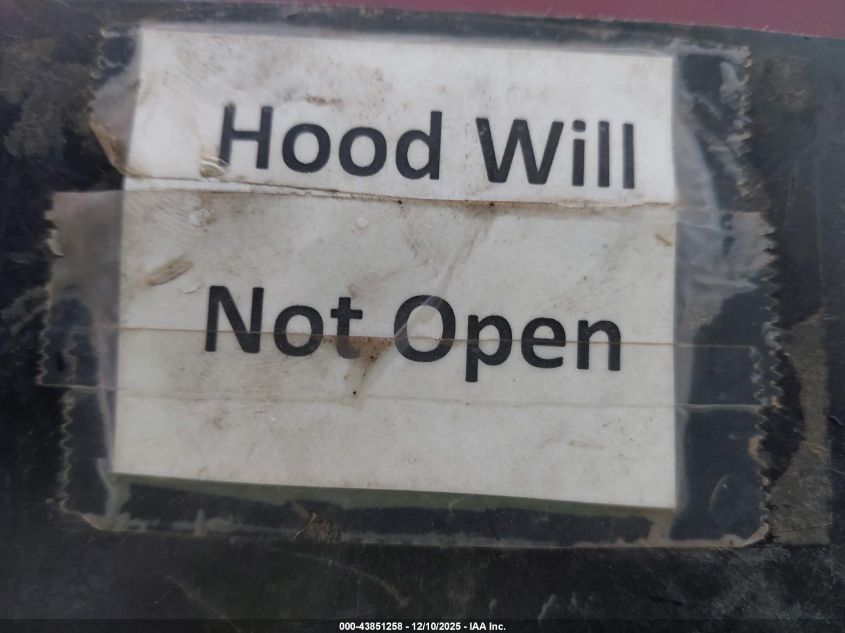 Hood Will
Not Open
000-43851258 - 12/10/2025 - IAA Inc.